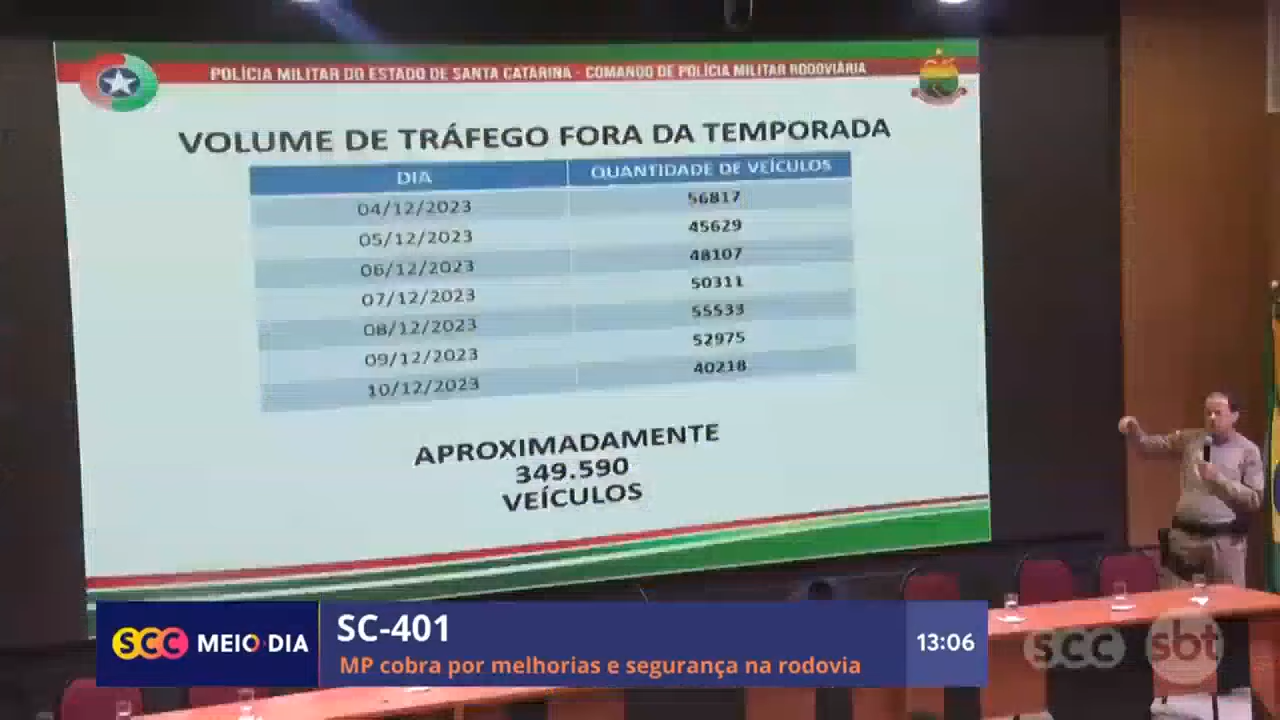 POLÍCIA MILITAR DO ESTADO DE SANTA CATARINA - COMANDO DE POLÍCIA MILITAR RODOVIÁRIA
VOLUME DE TRÁFEGO FORA DA TEMPORADA
DIA QUANTIDADE DE VEÍCULOS
04/12/2023 56817
05/12/2023 45629
06/12/2023 48107
07/12/2023 50311
08/12/2023 55533
09/12/2023 52975
10/12/2023 40218
APROXIMADAMENTE
349.590
VEÍCULOS
SCC MEIO DIA
SC-401
MP cobra por melhorias e segurança na rodovia
13:06
scc sbt